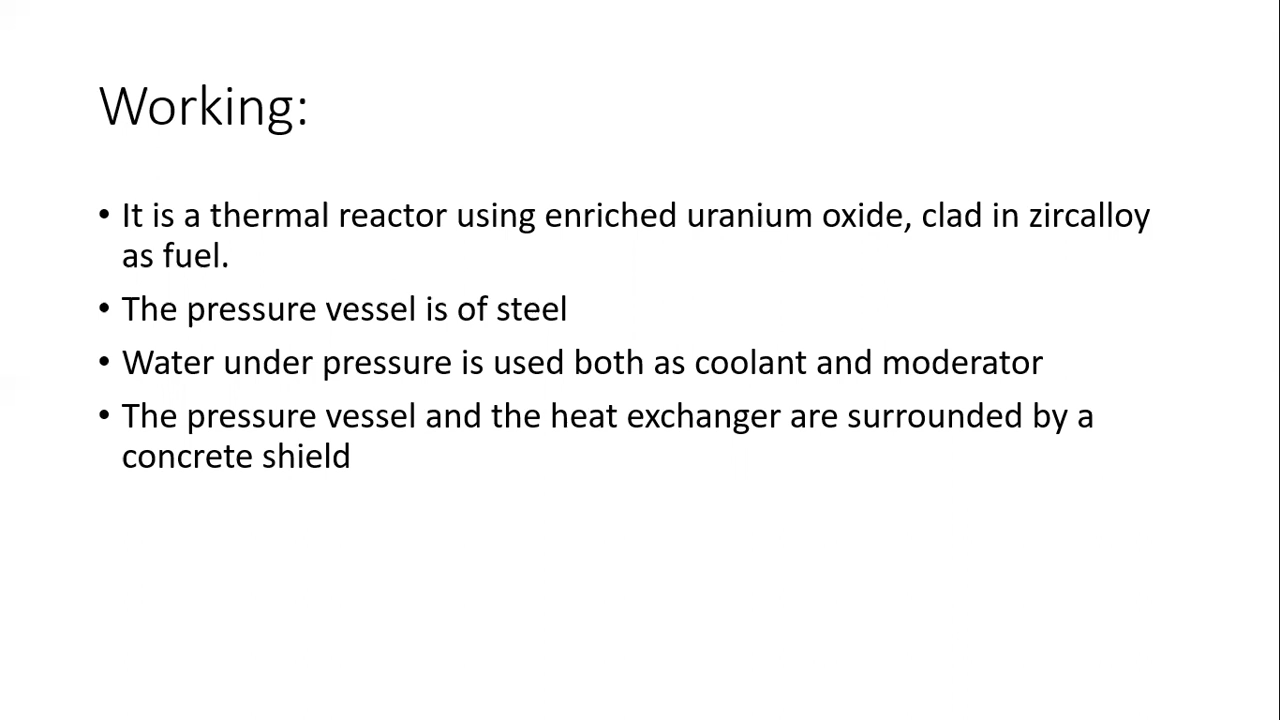 Working:
• It is a thermal reactor using enriched uranium oxide, clad in zircalloy
as fuel.
• The pressure vessel is of steel
• Water under pressure is used both as coolant and moderator
• The pressure vessel and the heat exchanger are surrounded by a
concrete shield